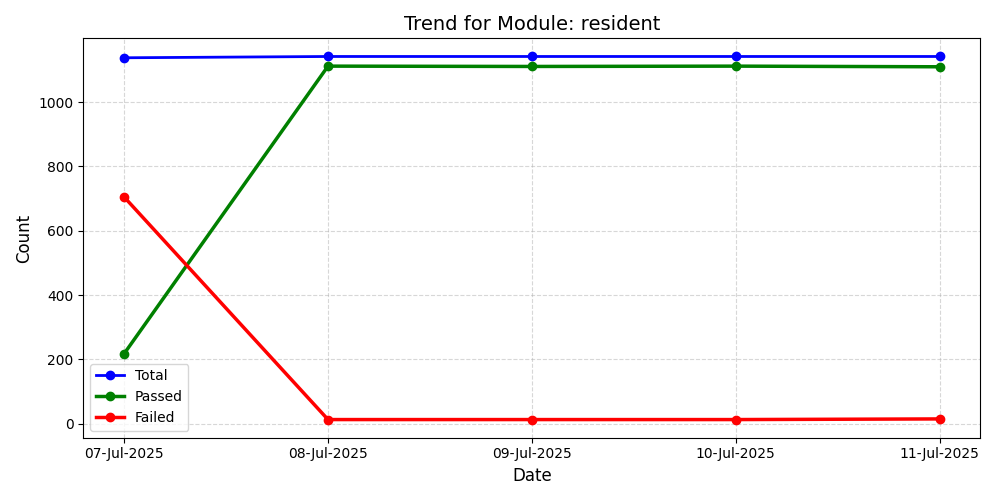 Trend for Module: resident
Count
1000
800
600
400
200
0
Total
Passed
Failed
07-Jul-2025
08-Jul-2025
09-Jul-2025
10-Jul-2025
11-Jul-2025
Date